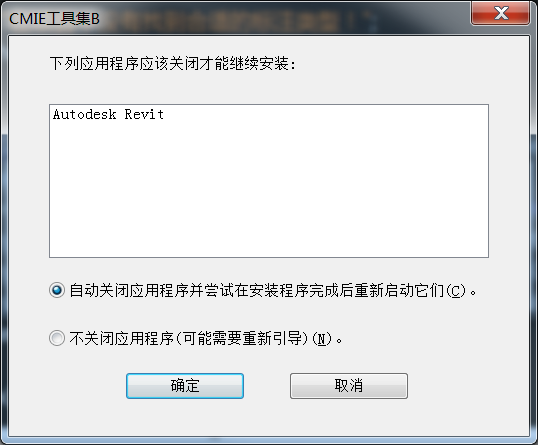 CMIE工具集B
下列应用程序应该关闭才能继续安装:
Autodesk Revit
自动关闭应用程序并尝试在安装程序完成后重新启动它们(C)。
不关闭应用程序(可能需要重新引导)(N)。
确定
取消